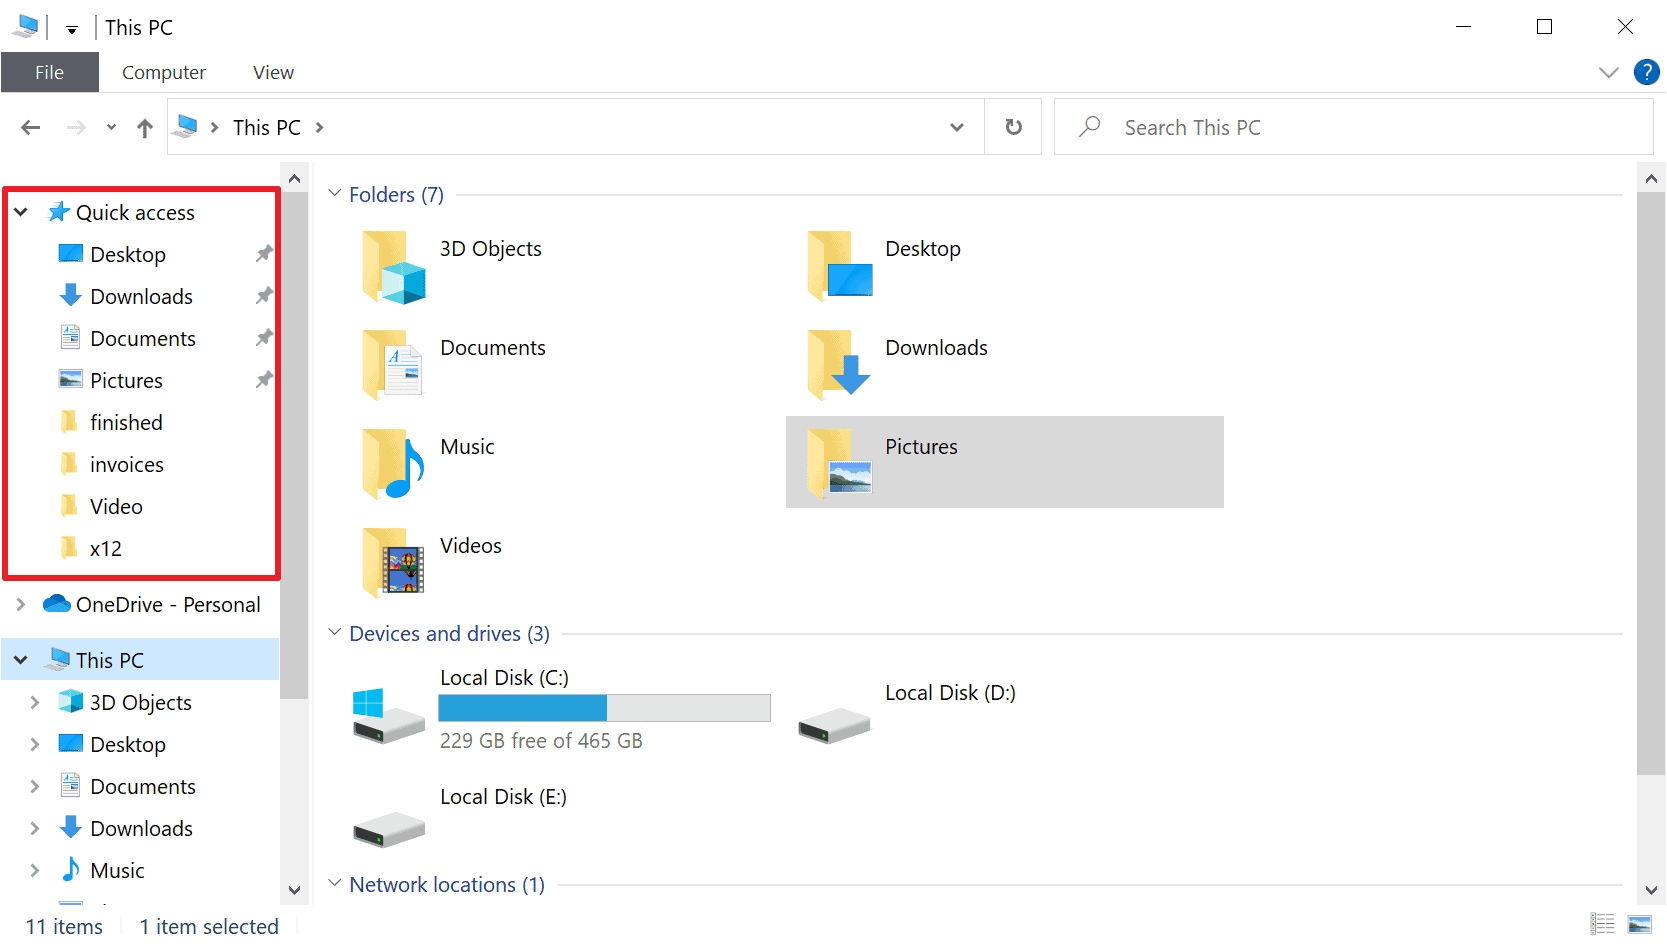 This PC
File Computer View
?
This PC
Search This PC
Quick access
Desktop
Downloads
Documents
Pictures
finished
invoices
Video
x12
OneDrive - Personal
This PC
3D Objects
Desktop
Documents
Downloads
Music
Folders (7)
3D Objects
Desktop
Documents
Downloads
Music
Pictures
Videos
Devices and drives (3)
Local Disk (C:)
229 GB free of 465 GB
Local Disk (D:)
Local Disk (E:)
Network locations (1)
11 items 1 item selected